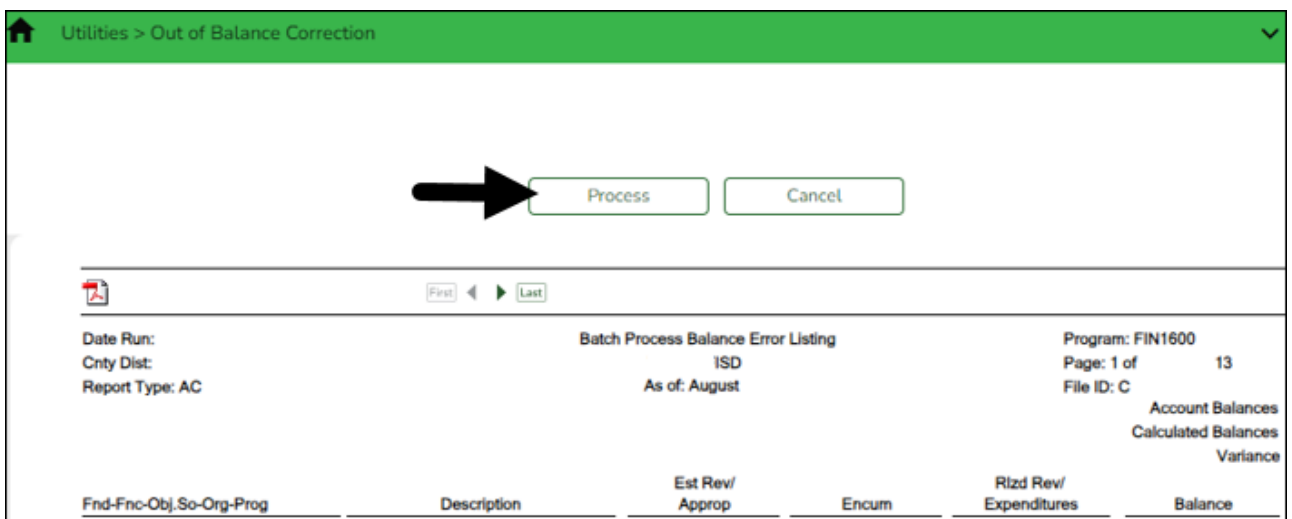 Utilities > Out of Balance Correction
Process Cancel
First Last
Date Run: Batch Process Balance Error Listing Program: FIN1600
Cnty Dist: ISD Page: 1 of 13
Report Type: AC As of: August File ID: C
Account Balances
Calculated Balances
Variance
Est Rev/ Rlzd Rev/
Fnd-Fnc-Obj.So-Org-Prog Description Approp Encum Expenditures Balance